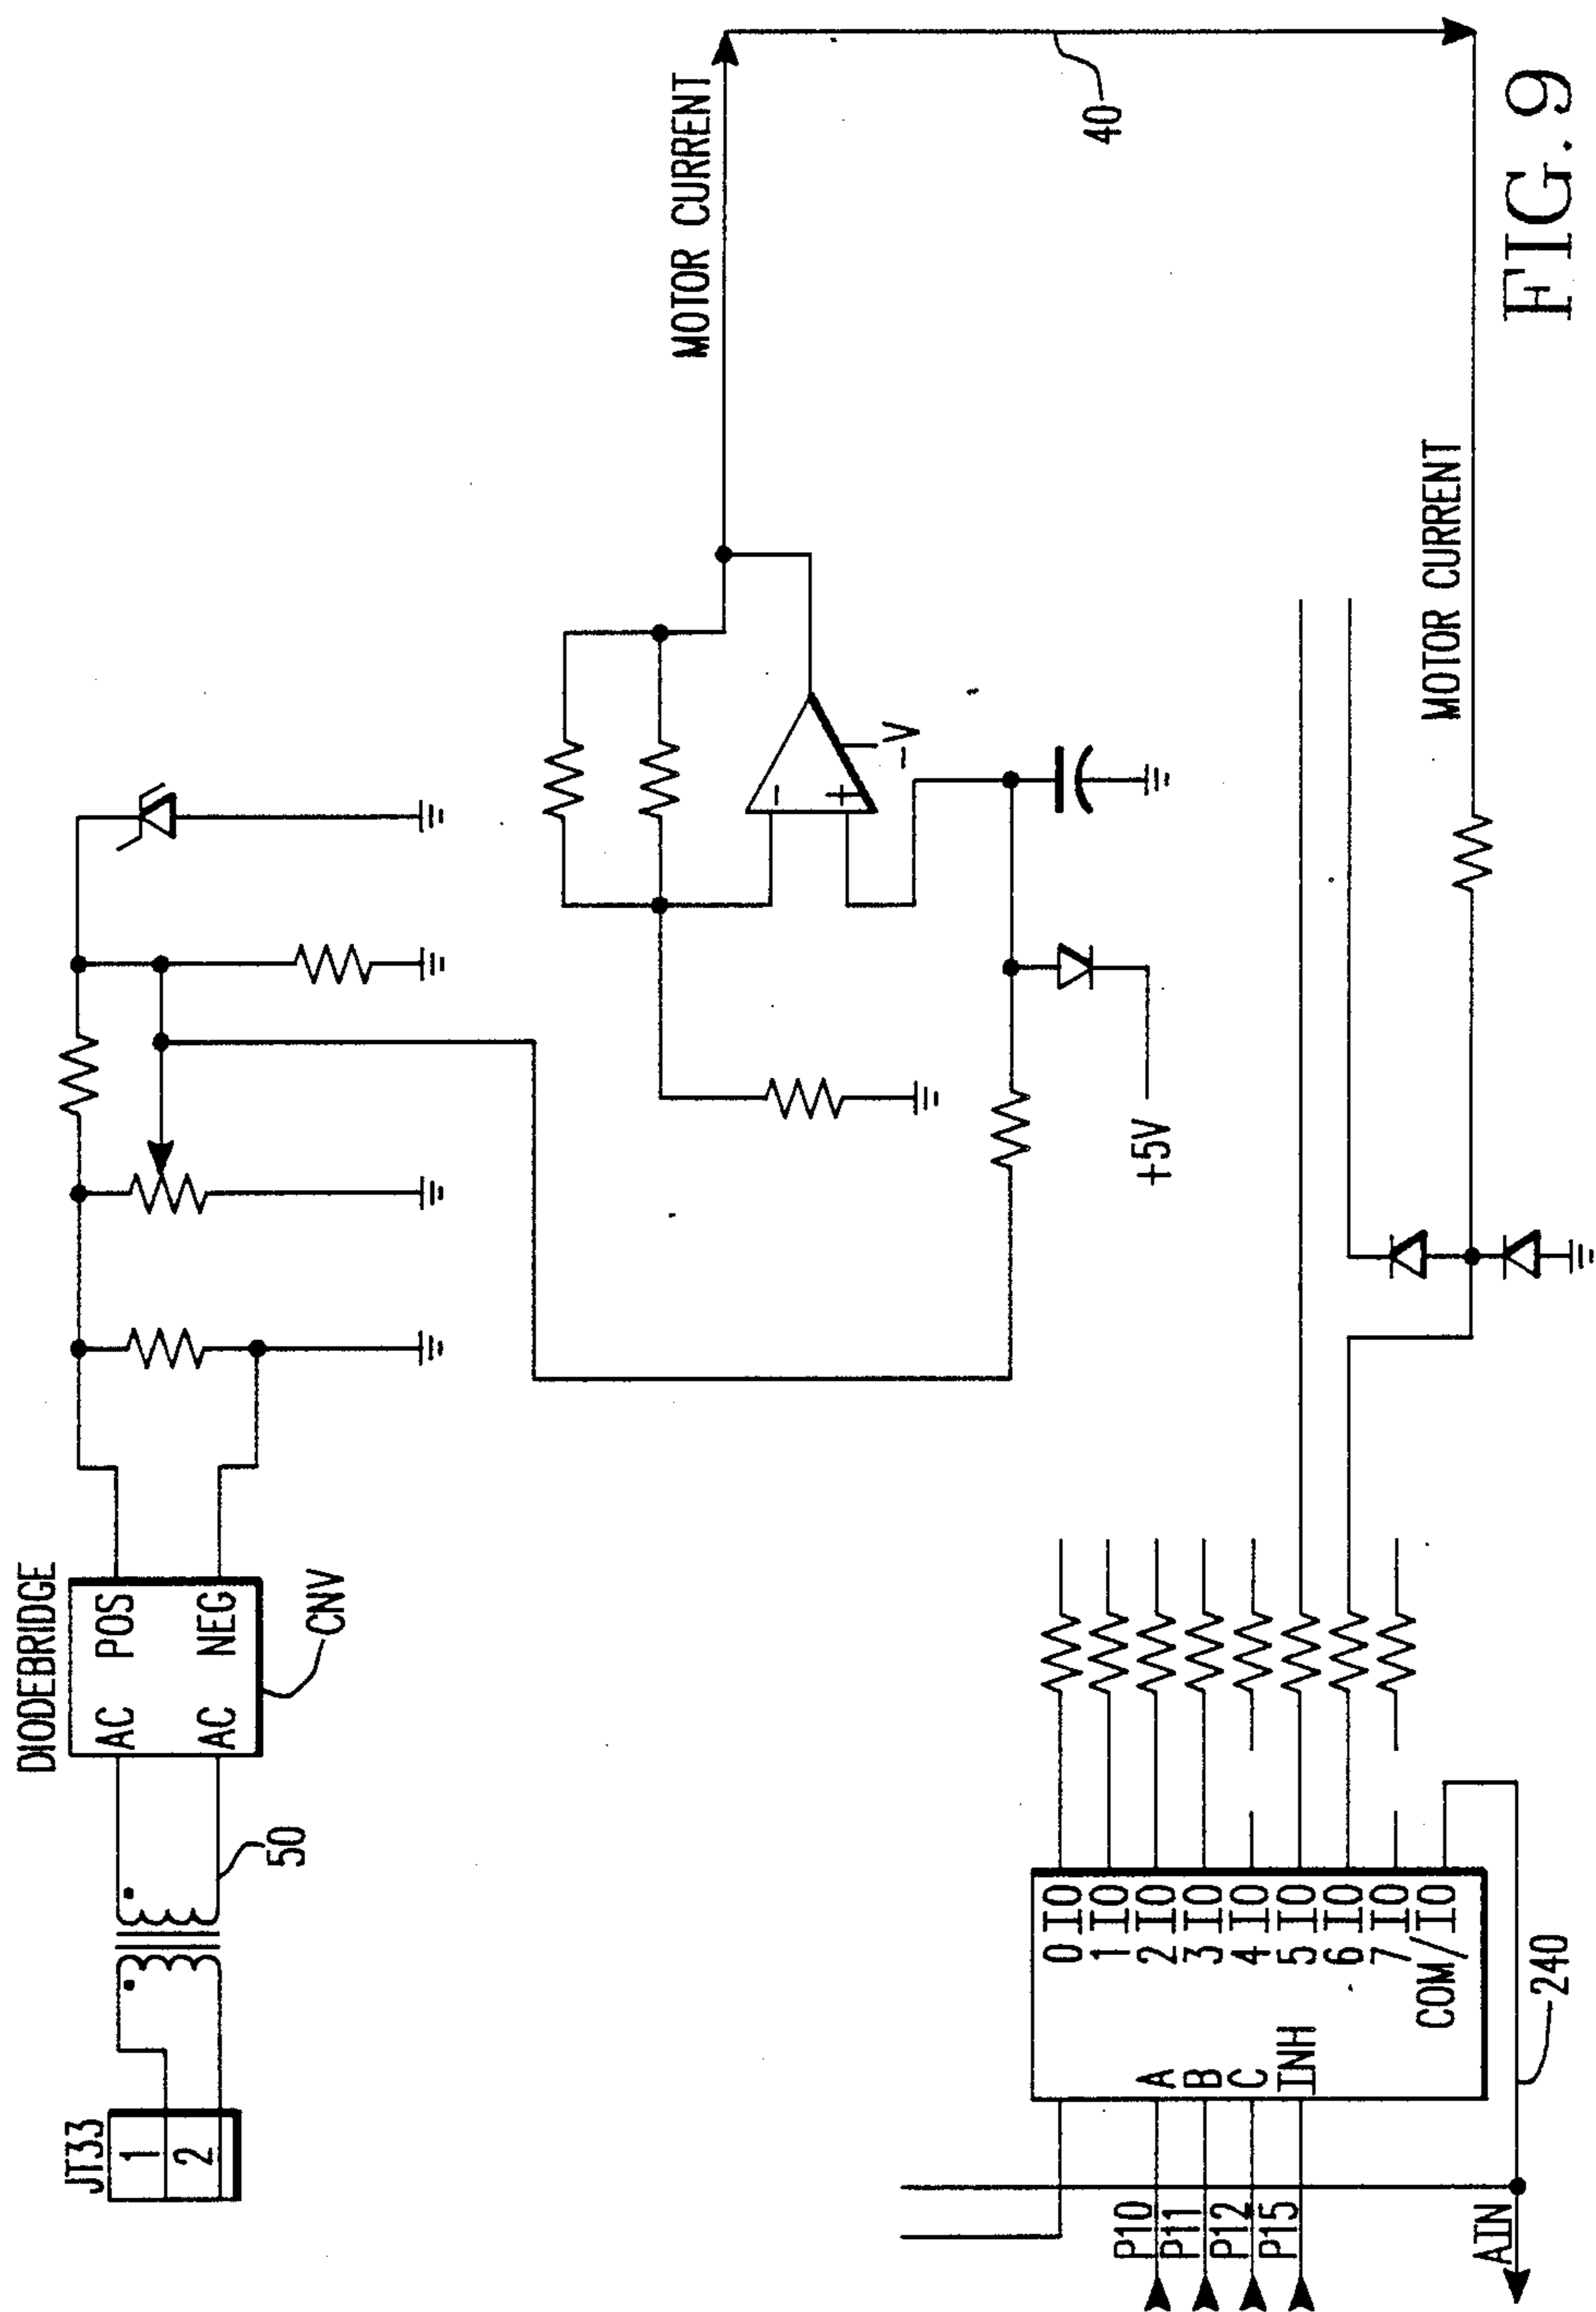 JT33
1
2
50
DIODEBRIDGE
AC POS
AC NEG
CNV
MOTOR CURRENT
40
-V
+5V
MOTOR CURRENT
P10
P11
P12
P15
A
B
C
INH
0 IO
1 IO
2 IO
3 IO
4 IO
5 IO
6 IO
7 IO
COM/IO
AIN
240
FIG. 9